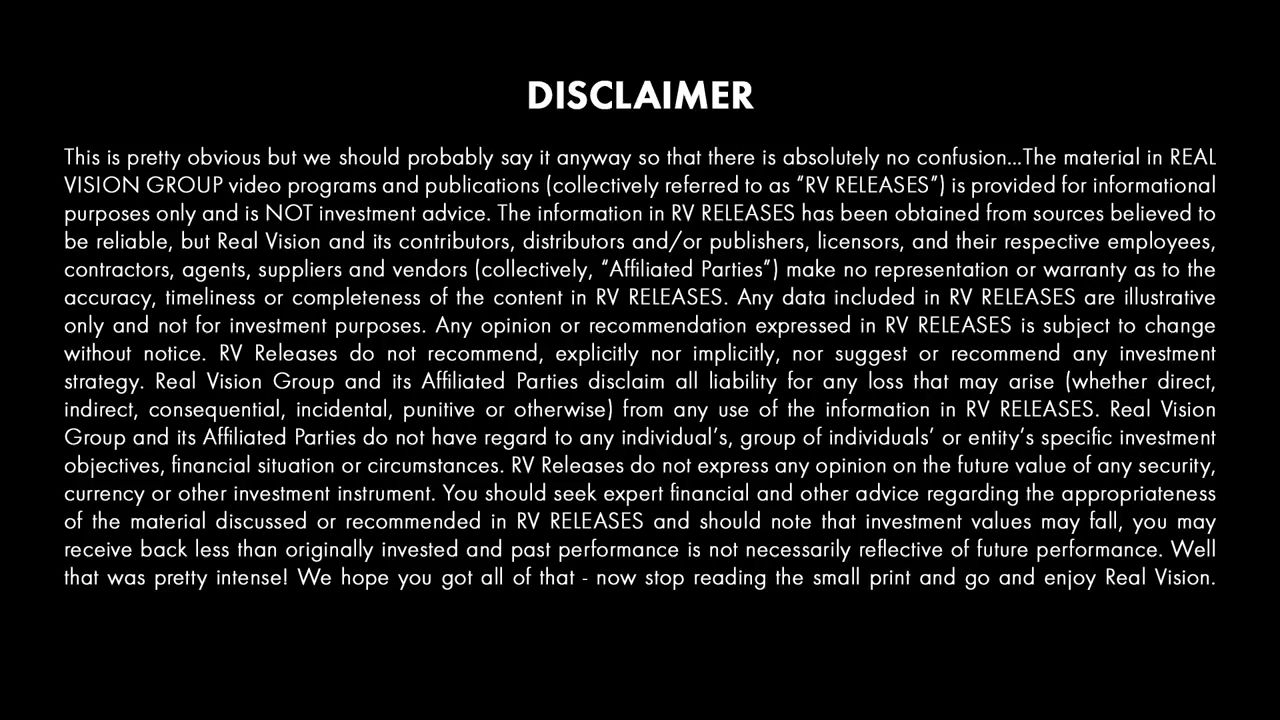 DISCLAIMER
This is pretty obvious but we should probably say it anyway so that there is absolutely no confusion...The material in REAL
VISION GROUP video programs and publications (collectively referred to as “RV RELEASES”) is provided for informational
purposes only and is NOT investment advice. The information in RV RELEASES has been obtained from sources believed to
be reliable, but Real Vision and its contributors, distributors and/or publishers, licensors, and their respective employees,
contractors, agents, suppliers and vendors (collectively, “Affiliated Parties”) make no representation or warranty as to the
accuracy, timeliness or completeness of the content in RV RELEASES. Any data included in RV RELEASES are illustrative
only and not for investment purposes. Any opinion or recommendation expressed in RV RELEASES is subject to change
without notice. RV Releases do not recommend, explicitly nor implicitly, nor suggest or recommend any investment
strategy. Real Vision Group and its Affiliated Parties disclaim all liability for any loss that may arise (whether direct,
indirect, consequential, incidental, punitive or otherwise) from any use of the information in RV RELEASES. Real Vision
Group and its Affiliated Parties do not have regard to any individual’s, group of individuals’ or entity’s specific investment
objectives, financial situation or circumstances. RV Releases do not express any opinion on the future value of any security,
currency or other investment instrument. You should seek expert financial and other advice regarding the appropriateness
of the material discussed or recommended in RV RELEASES and should note that investment values may fall, you may
receive back less than originally invested and past performance is not necessarily reflective of future performance. Well
that was pretty intense! We hope you got all of that - now stop reading the small print and go and enjoy Real Vision.